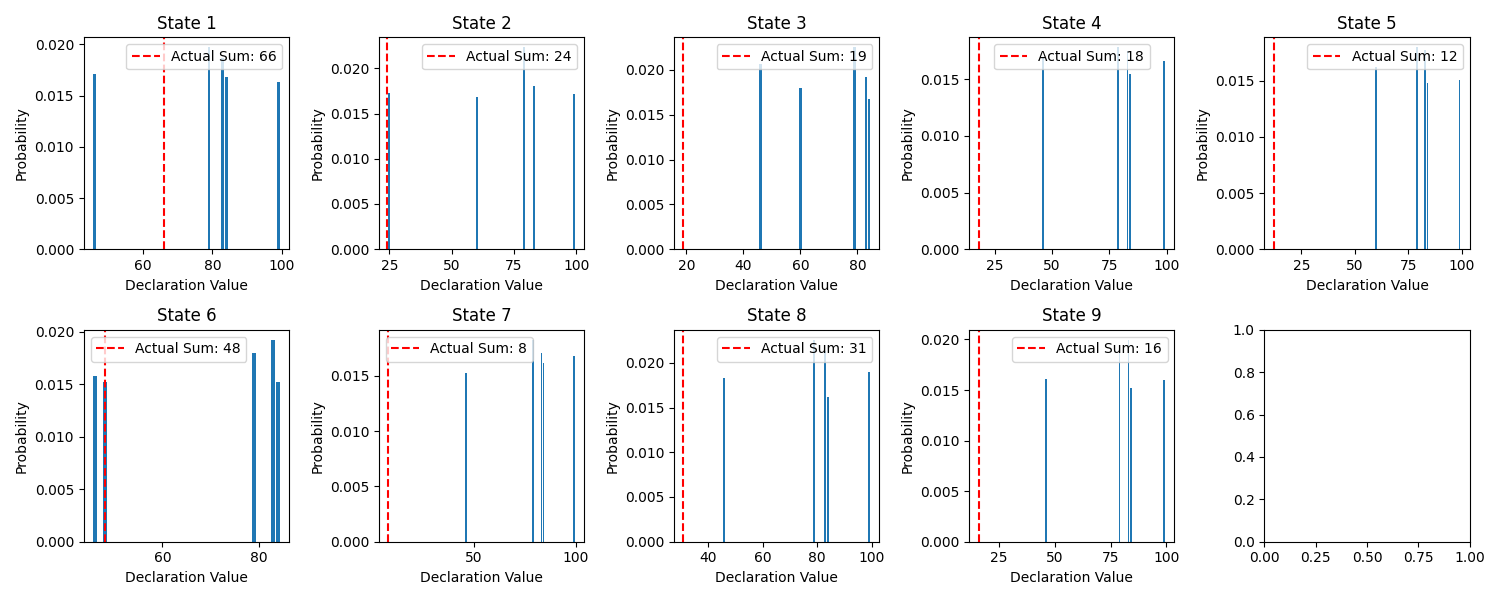 State 1
Actual Sum: 66
Probability
0.020
0.015
0.010
0.005
0.000
60 80 100
Declaration Value
State 2
Actual Sum: 24
Probability
0.020
0.015
0.010
0.005
0.000
25 50 75 100
Declaration Value
State 3
Actual Sum: 19
Probability
0.020
0.015
0.010
0.005
0.000
20 40 60 80
Declaration Value
State 4
Actual Sum: 18
Probability
0.015
0.010
0.005
0.000
25 50 75 100
Declaration Value
State 5
Actual Sum: 12
Probability
0.015
0.010
0.005
0.000
25 50 75 100
Declaration Value
State 6
Actual Sum: 48
Probability
0.020
0.015
0.010
0.005
0.000
60 80
Declaration Value
State 7
Actual Sum: 8
Probability
0.015
0.010
0.005
0.000
50 100
Declaration Value
State 8
Actual Sum: 31
Probability
0.020
0.015
0.010
0.005
0.000
40 60 80 100
Declaration Value
State 9
Actual Sum: 16
Probability
0.020
0.015
0.010
0.005
0.000
25 50 75 100
Declaration Value
1.0
0.8
0.6
0.4
0.2
0.0
0.00 0.25 0.50 0.75 1.00